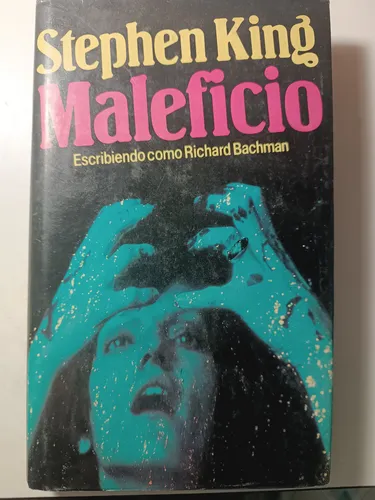 Stephen King
Maleficio
Escribiendo como Richard Bachman